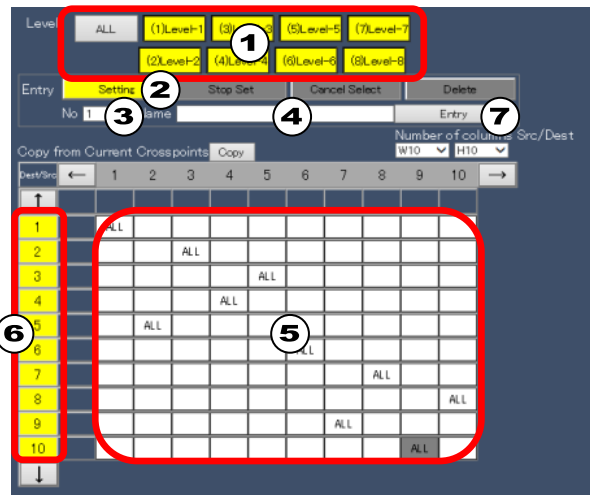 Level ALL (1)Level-1 (3)Level-3 (5)Level-5 (7)Level-7
1
(2)Level-2 (4)Level-4 (6)Level-6 (8)Level-8
Entry Setting 2 Stop Set Cancel Select Delete
No 1 3 Name 4 Entry 7
Number of columns Src/Dest
Copy from Current Crosspoints Copy W10 H10
Dest/Src ← 1 2 3 4 5 6 7 8 9 10 →
↑
1 ALL
2 ALL
3 ALL
4 ALL
6 5 ALL 5
6 ALL
7 ALL
8 ALL
9 ALL
10 ALL
↓